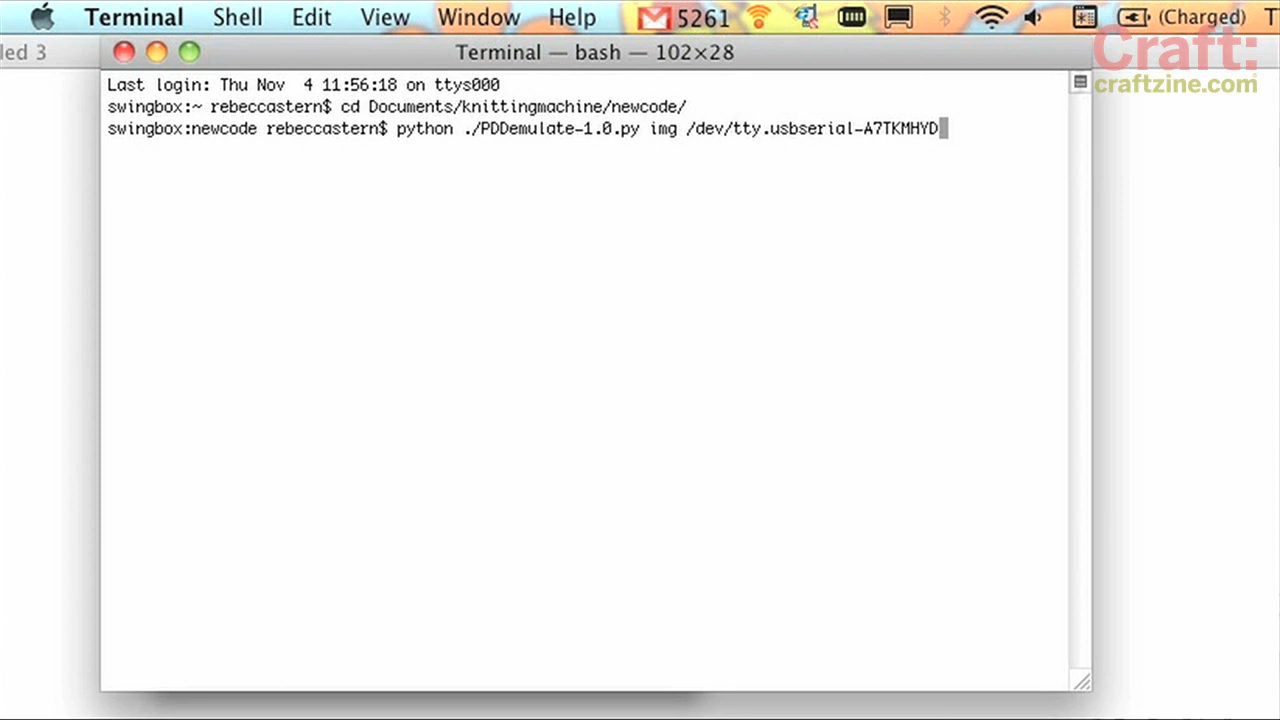 Terminal Shell Edit View Window Help 5261 (Charged) T
led 3
Terminal — bash — 102×28
Craft:
craftzine.com
Last login: Thu Nov  4 11:56:18 on ttys000
swingbox:~ rebeccastern$ cd Documents/knittingmachine/newcode/
swingbox:newcode rebeccastern$ python ./PDDemulate-1.0.py img /dev/tty.usbserial-A7TKMHYD